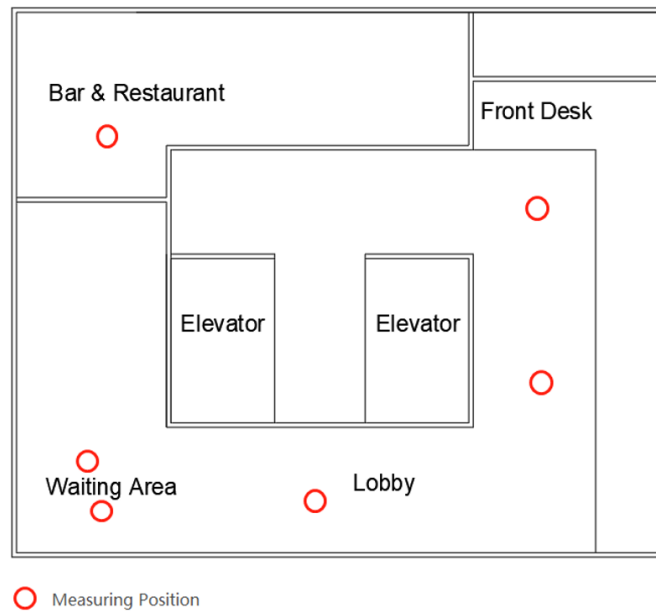 Bar & Restaurant
Front Desk
Elevator
Elevator
Waiting Area
Lobby
Measuring Position